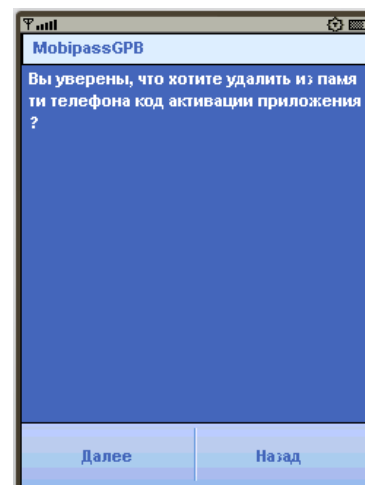 MobipassGPB
Вы уверены, что хотите удалить из памя
ти телефона код активации приложения
?
Далее
Назад